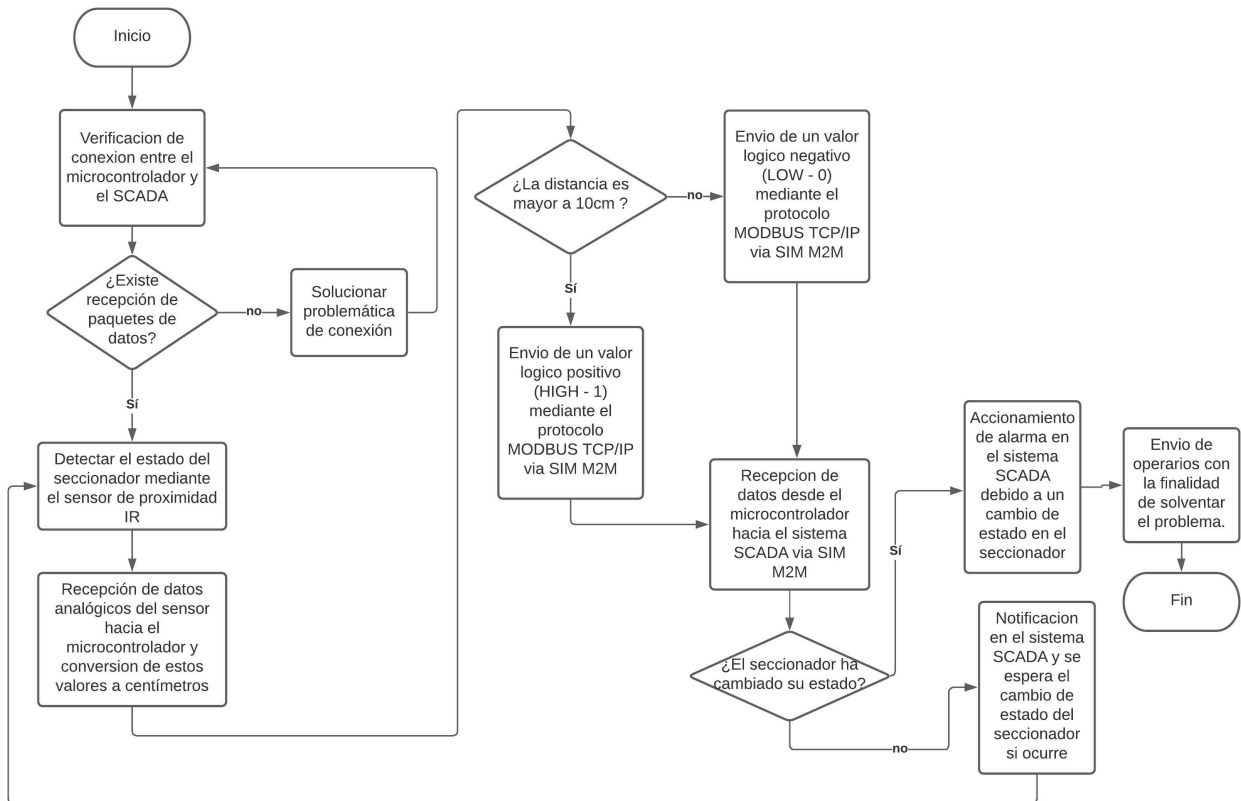 Inicio
Verificacion de
conexion entre el
microcontrolador y
el SCADA
¿Existe
recepción de
paquetes de
datos?
no
Solucionar
problemática
de conexión
Sí
Detectar el estado del
seccionador mediante
el sensor de proximidad
IR
Recepción de datos
analógicos del sensor
hacia el
microcontrolador y
conversion de estos
valores a centímetros
¿La distancia es
mayor a 10cm ?
no
Envio de un valor
logico negativo
(LOW - 0)
mediante el
protocolo
MODBUS TCP/IP
via SIM M2M
Sí
Envio de un valor
logico positivo
(HIGH - 1)
mediante el
protocolo
MODBUS TCP/IP
via SIM M2M
Recepcion de
datos desde el
microcontrolador
hacia el sistema
SCADA via SIM
M2M
¿El seccionador ha
cambiado su estado?
Sí
Accionamiento
de alarma en
el sistema
SCADA
debido a un
cambio de
estado en el
seccionador
Envio de
operarios con
la finalidad
de solventar
el problema.
Fin
no
Notificacion
en el sistema
SCADA y se
espera el
cambio de
estado del
seccionador
si ocurre